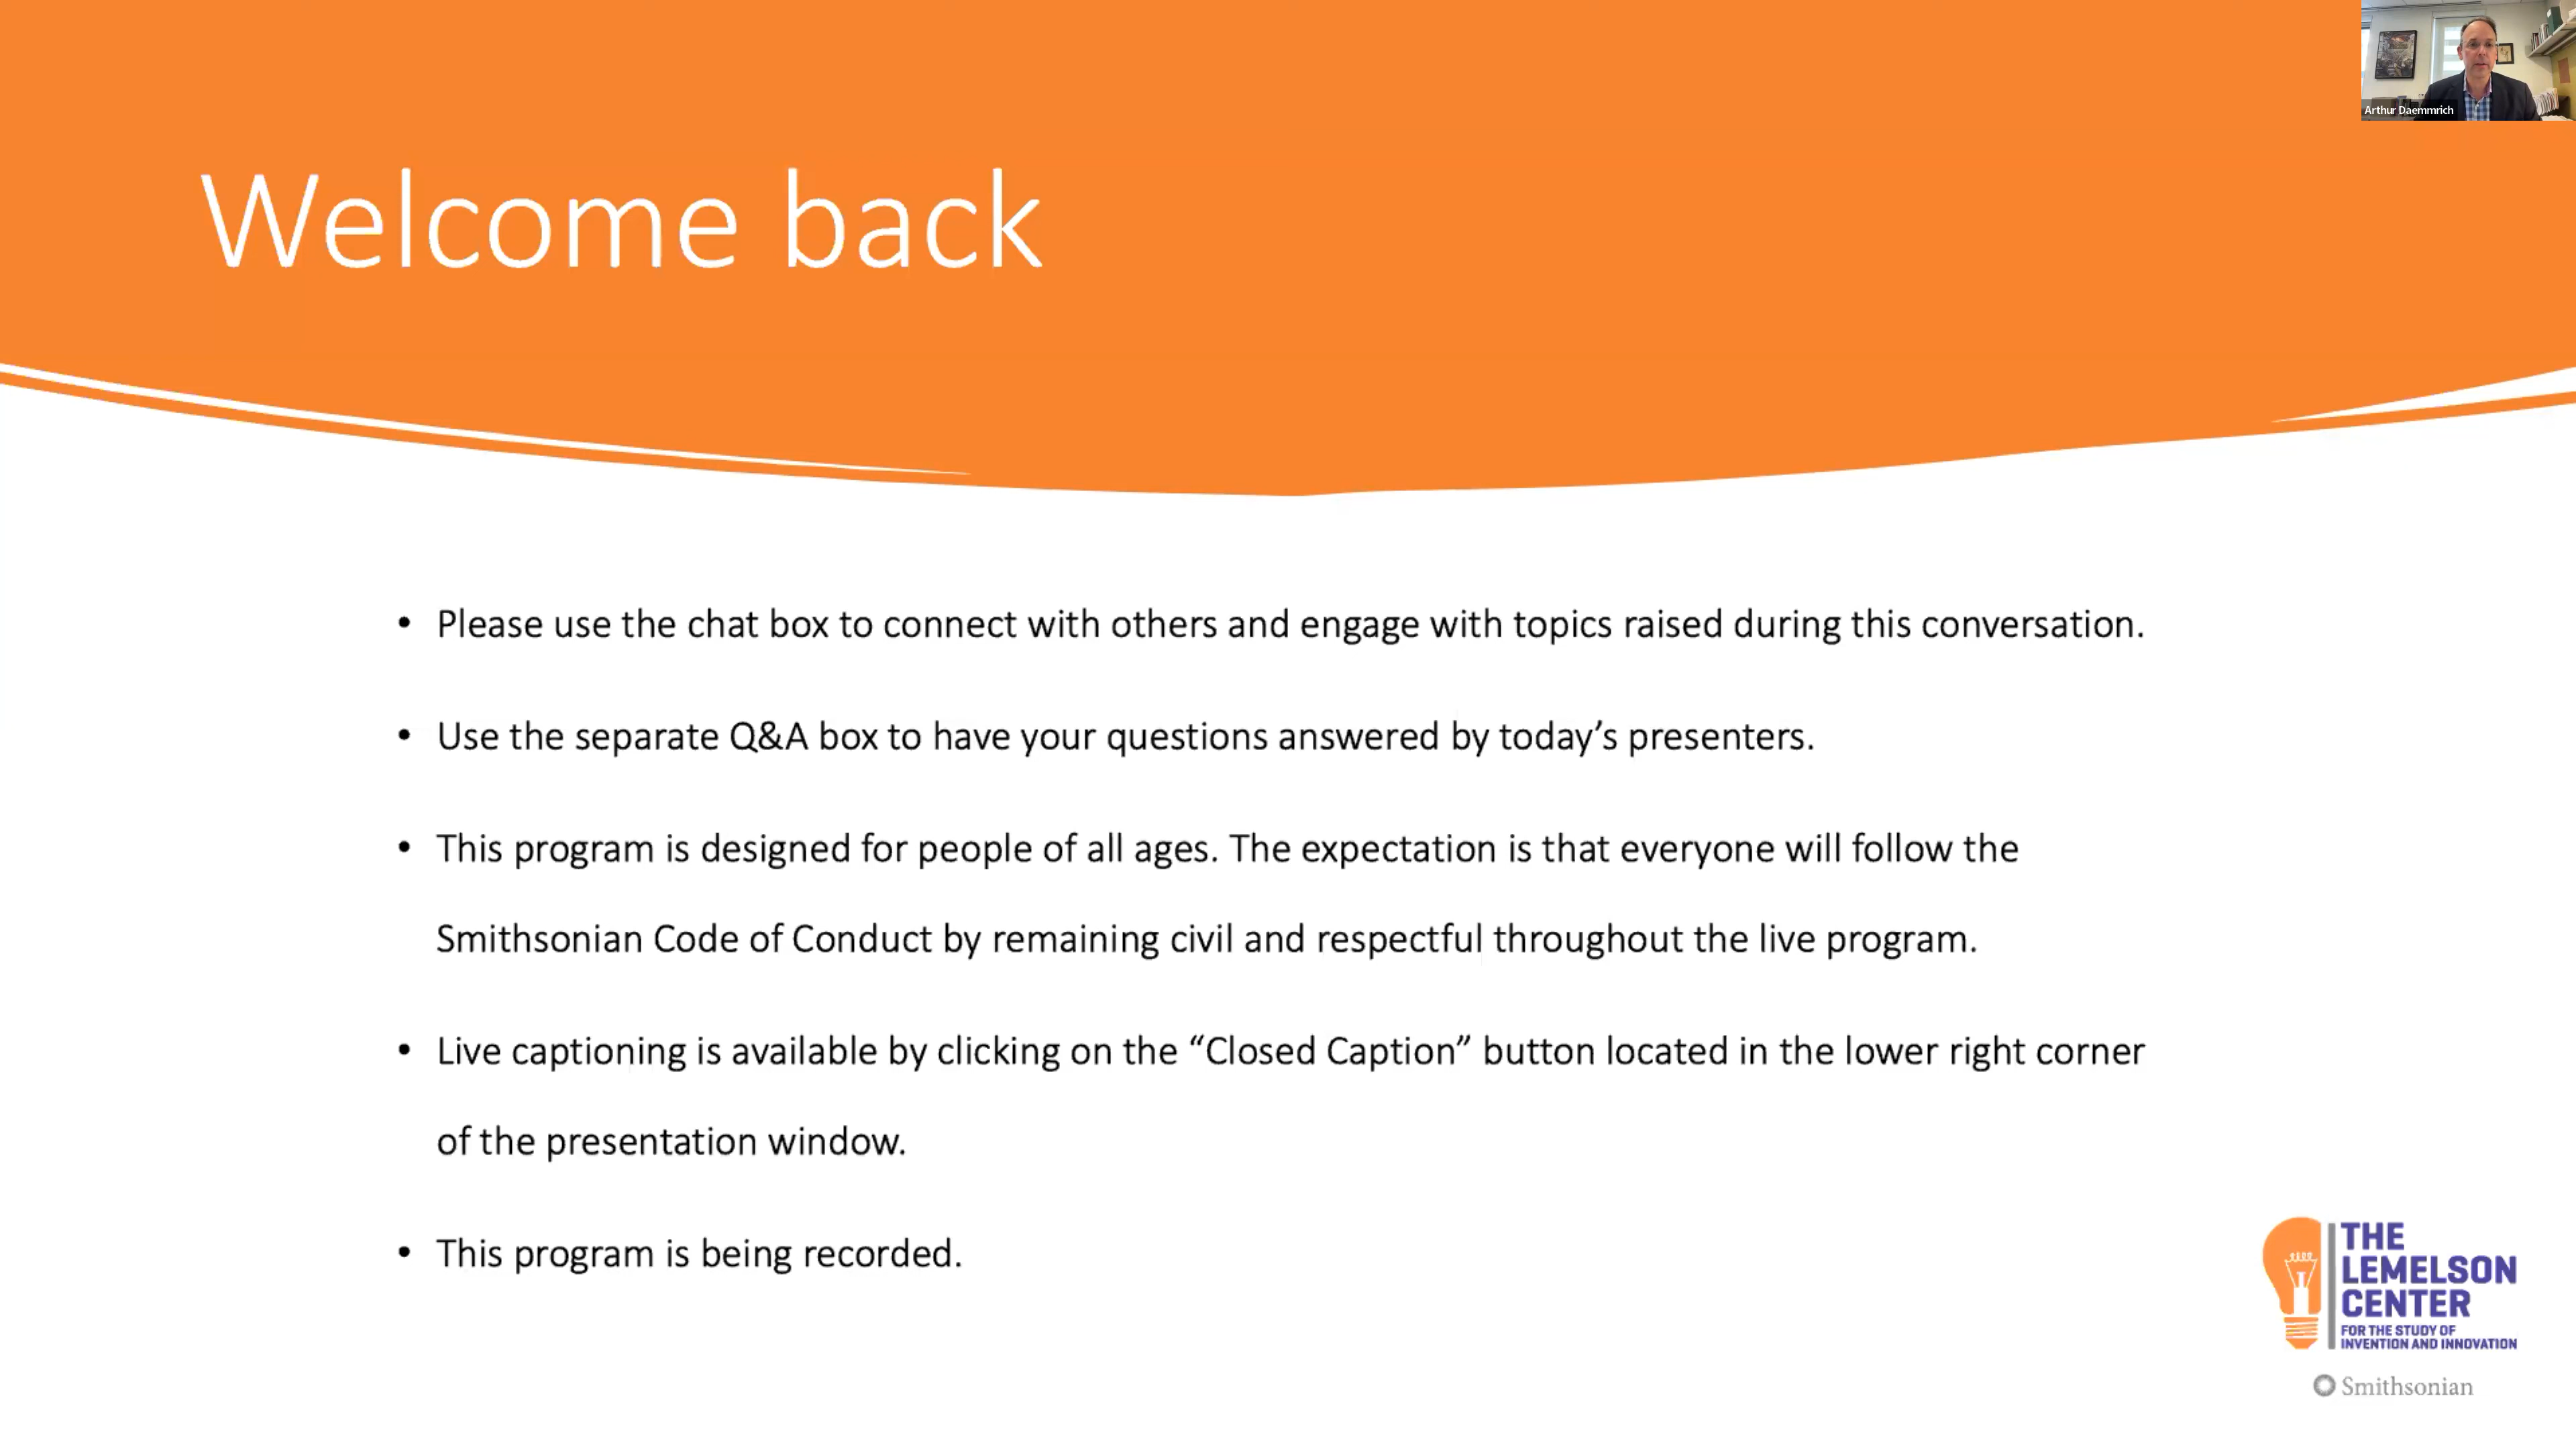 Arthur Daemmrich
Welcome back
• Please use the chat box to connect with others and engage with topics raised during this conversation.
• Use the separate Q&A box to have your questions answered by today’s presenters.
• This program is designed for people of all ages. The expectation is that everyone will follow the
Smithsonian Code of Conduct by remaining civil and respectful throughout the live program.
• Live captioning is available by clicking on the “Closed Caption” button located in the lower right corner
of the presentation window.
• This program is being recorded.
THE
LEMELSON
CENTER
FOR THE STUDY OF
INVENTION AND INNOVATION
Smithsonian